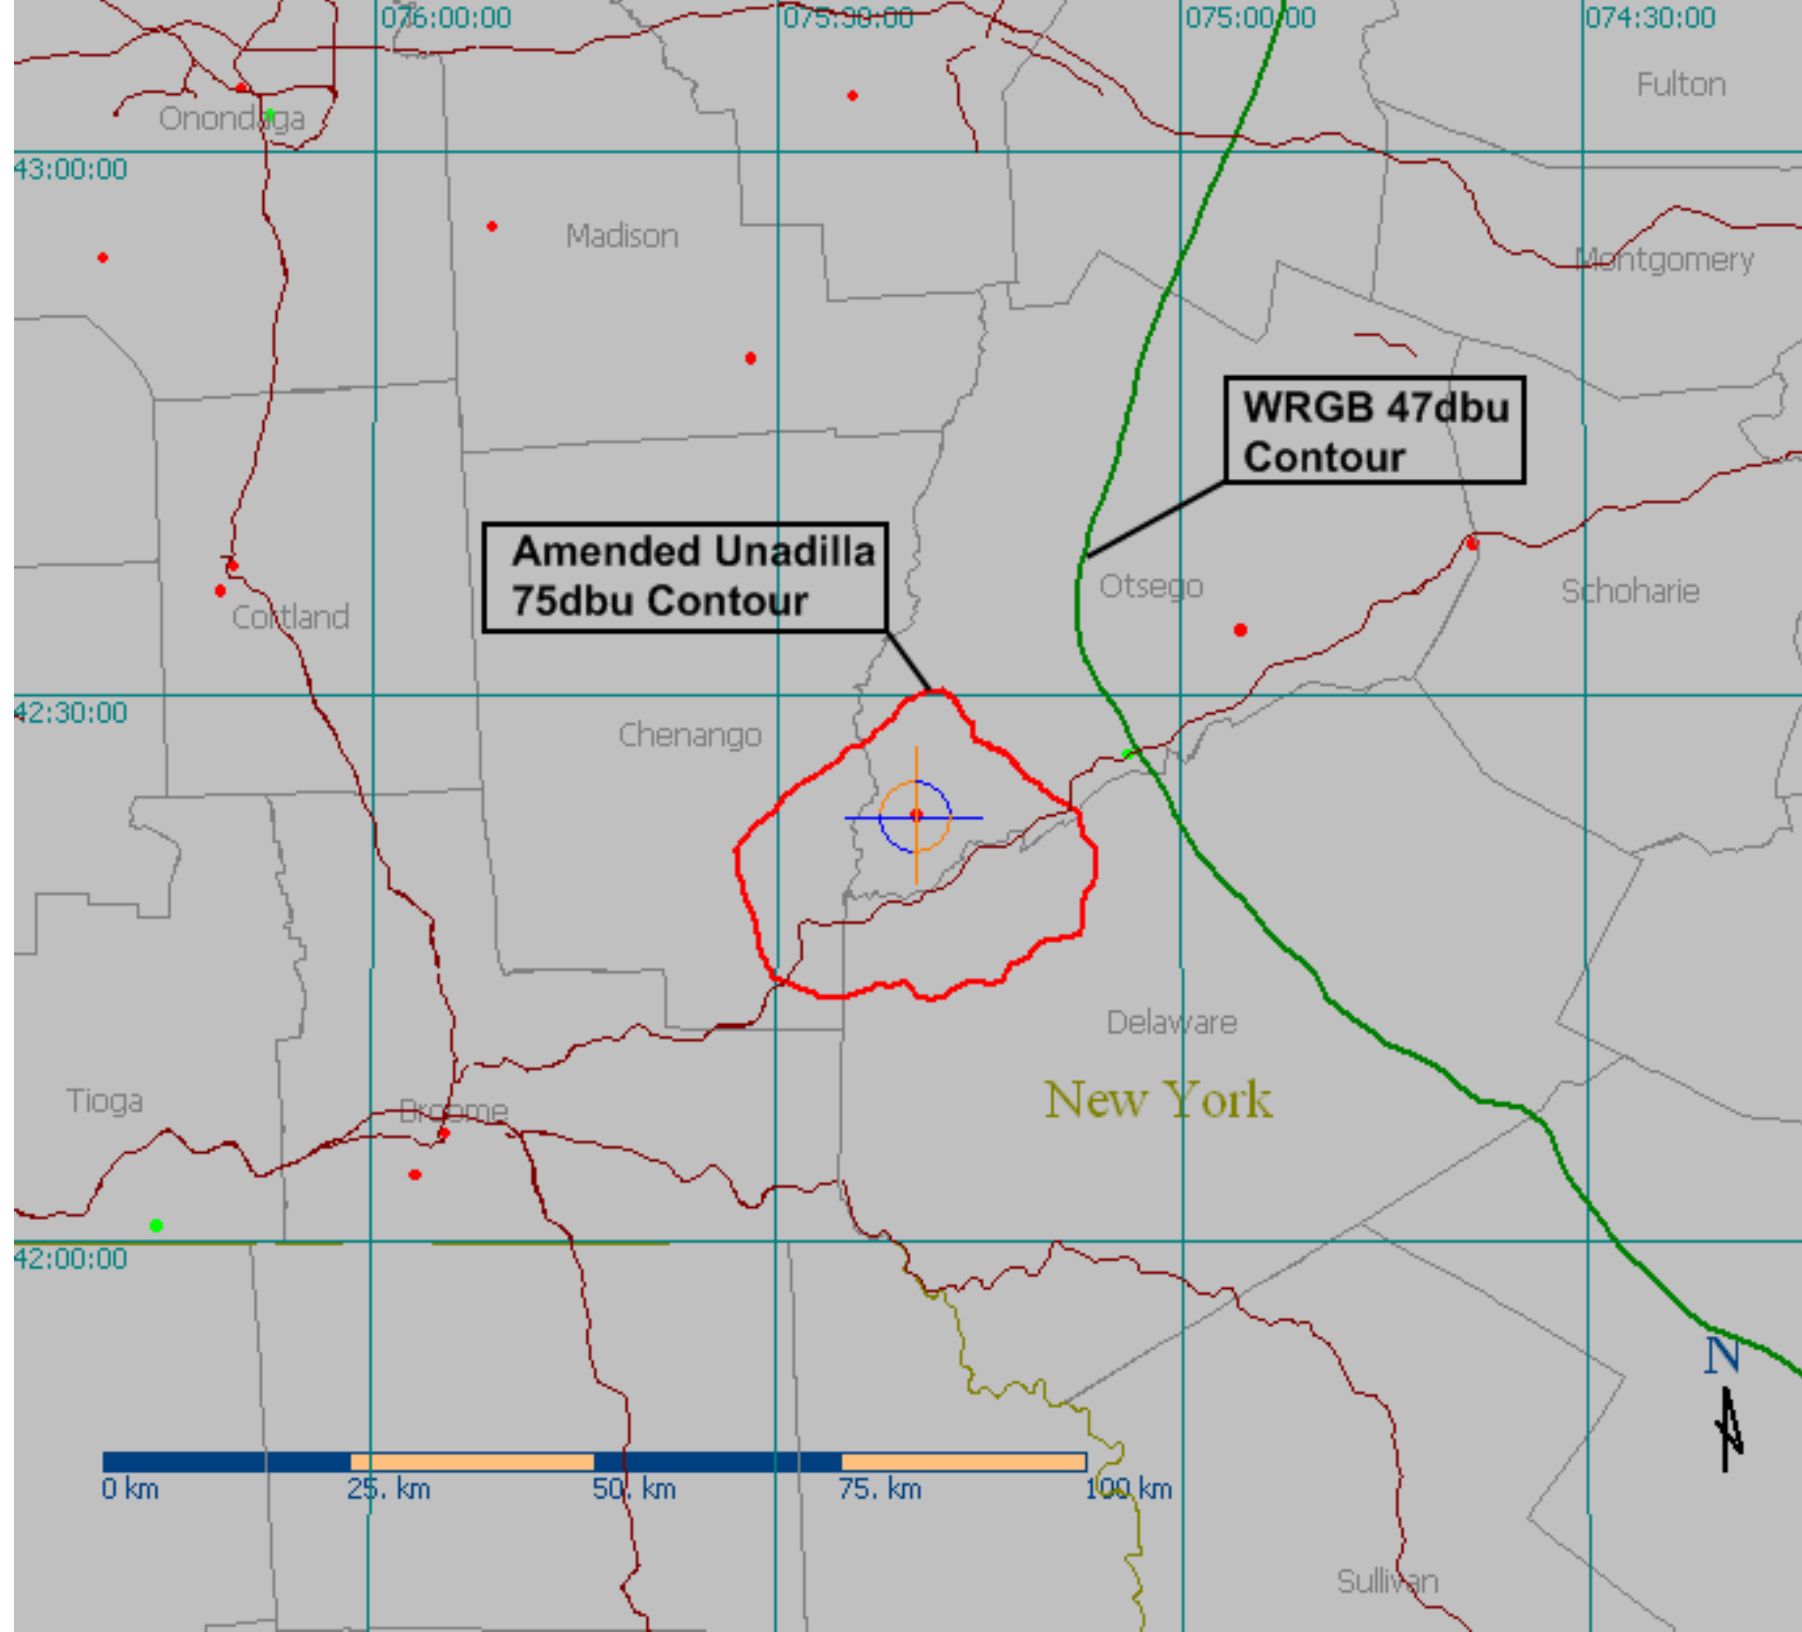 076:00:00
075:30:00
075:00:00
074:30:00
Fulton
Onondaga
43:00:00
Madison
Montgomery
WRGB 47dbu
Contour
Amended Unadilla
75dbu Contour
Otsego
Schoharie
Cortland
42:30:00
Chenango
Delaware
New York
Tioga
Broome
42:00:00
N
0 km
25. km
50. km
75. km
100 km
Sullivan